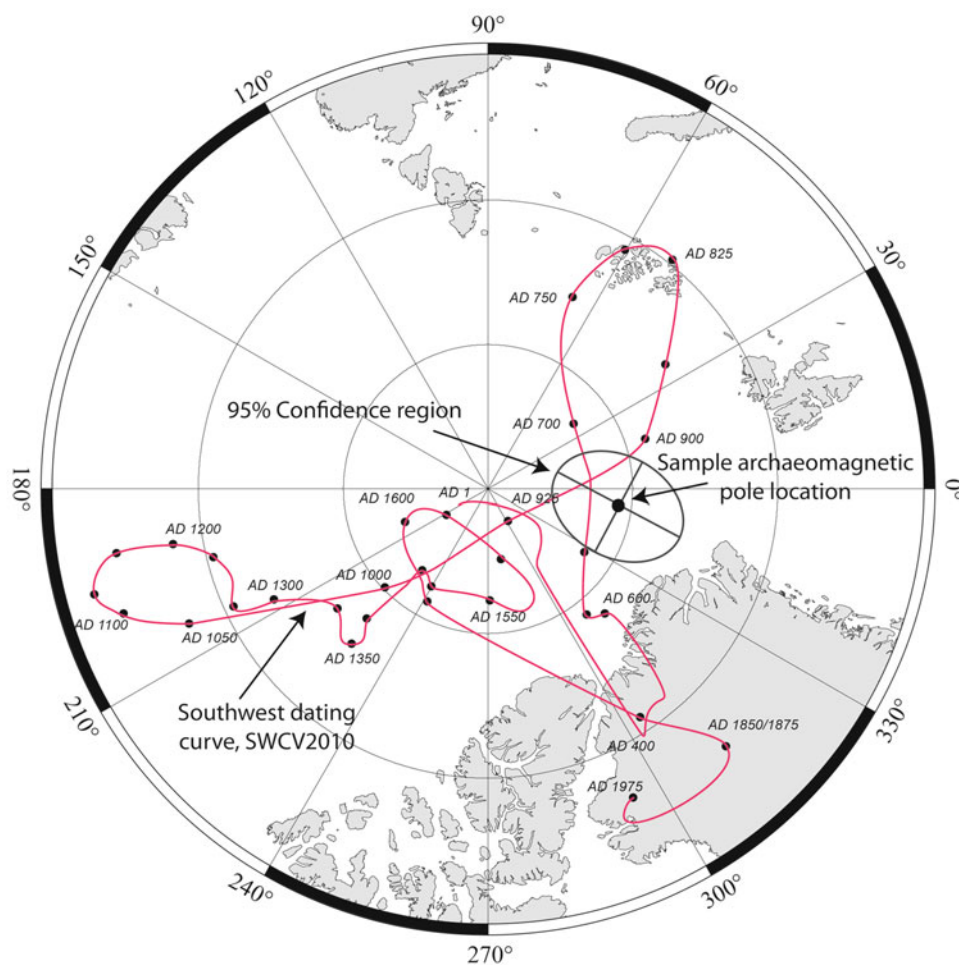 90°
120°
60°
150°
30°
AD 825
AD 750
95% Confidence region
AD 700
AD 900
Sample archaeomagnetic
pole location
180°
0°
AD 1600
AD 1
AD 925
AD 1200
AD 1300
AD 1000
AD 1550
AD 600
AD 1100
AD 1050
AD 1350
210°
330°
Southwest dating
curve, SWCV2010
AD 400
AD 1850/1875
AD 1975
240°
300°
270°